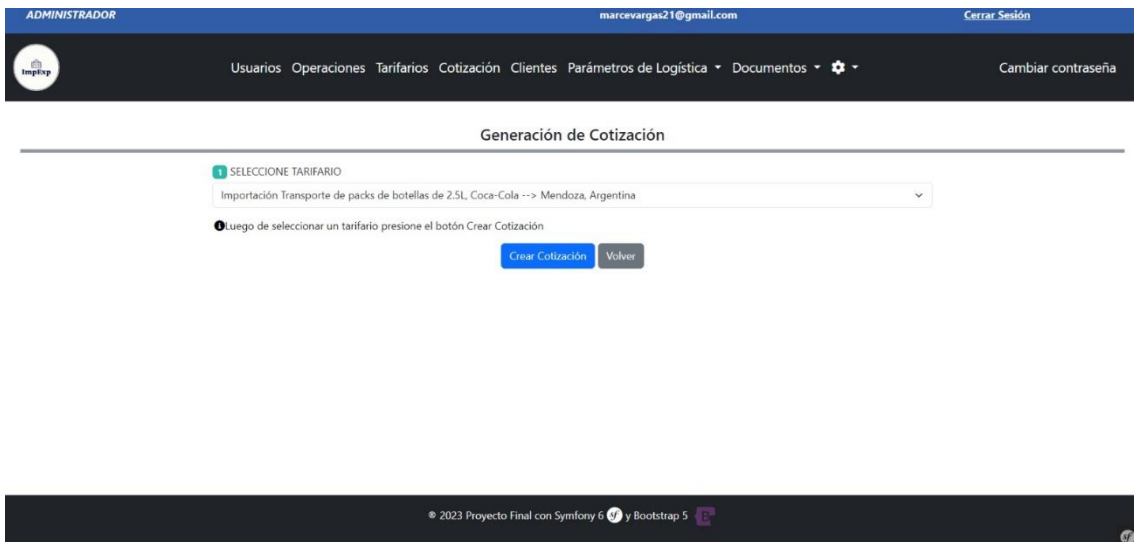 ADMINISTRADOR marcevargas21@gmail.com Cerrar Sesión
ImpExp Usuarios Operaciones Tarifarios Cotización Clientes Parámetros de Logística Documentos Cambiar contraseña
Generación de Cotización
1 SELECCIONE TARIFARIO
Importación Transporte de packs de botellas de 2.5L, Coca-Cola --> Mendoza, Argentina
Luego de seleccionar un tarifario presione el botón Crear Cotización
Crear Cotización Volver
® 2023 Proyecto Final con Symfony 6 sf y Bootstrap 5 B
sf